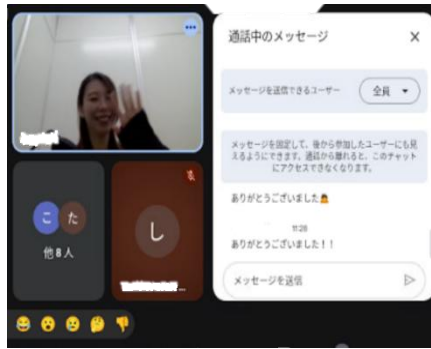 通話中のメッセージ
メッセージを送信できるユーザー
全員
メッセージを固定して、後から参加したユーザーにも見
えるようにできます。通話から離れると、このチャット
にアクセスできなくなります。
ありがとうございました🙇
11:28
ありがとうございました！！
メッセージを送信
こ た
他 8 人
し